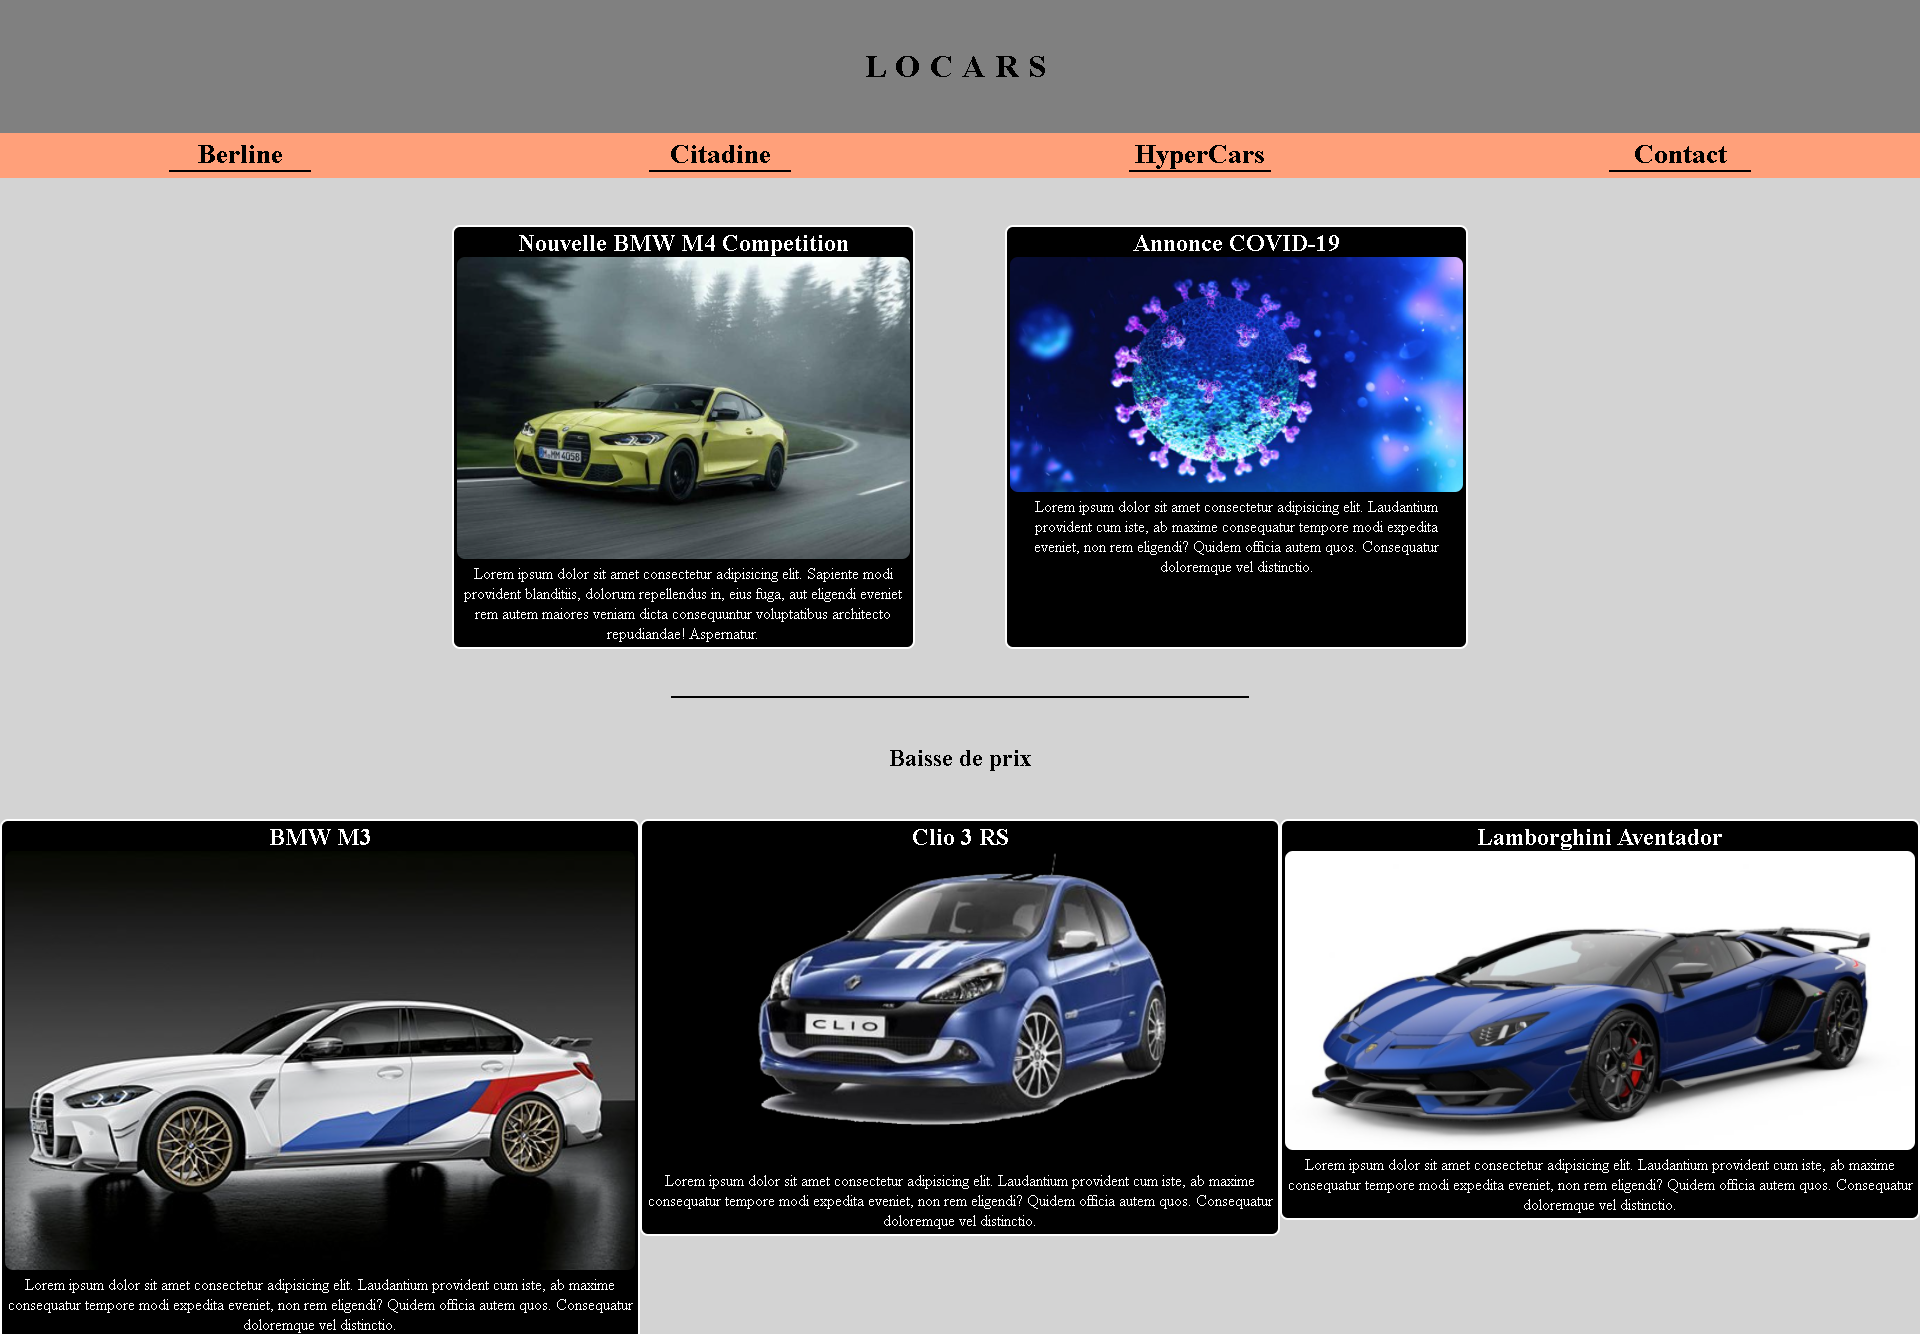 LOCARS
Berline
Citadine
HyperCars
Contact
Nouvelle BMW M4 Competition
M MM 4058
Lorem ipsum dolor sit amet consectetur adipisicing elit. Sapiente modi
provident blanditiis, dolorum repellendus in, eius fuga, aut eligendi eveniet
rem autem maiores veniam dicta consequuntur voluptatibus architecto
repudiandae! Aspernatur.
Annonce COVID-19
Lorem ipsum dolor sit amet consectetur adipisicing elit. Laudantium
provident cum iste, ab maxime consequatur tempore modi expedita
eveniet, non rem eligendi? Quidem officia autem quos. Consequatur
doloremque vel distinctio.
Baisse de prix
BMW M3
Lorem ipsum dolor sit amet consectetur adipisicing elit. Laudantium provident cum iste, ab maxime
consequatur tempore modi expedita eveniet, non rem eligendi? Quidem officia autem quos. Consequatur
doloremque vel distinctio.
Clio 3 RS
CLIO
Lorem ipsum dolor sit amet consectetur adipisicing elit. Laudantium provident cum iste, ab maxime
consequatur tempore modi expedita eveniet, non rem eligendi? Quidem officia autem quos. Consequatur
doloremque vel distinctio.
Lamborghini Aventador
Lorem ipsum dolor sit amet consectetur adipisicing elit. Laudantium provident cum iste, ab maxime
consequatur tempore modi expedita eveniet, non rem eligendi? Quidem officia autem quos. Consequatur
doloremque vel distinctio.